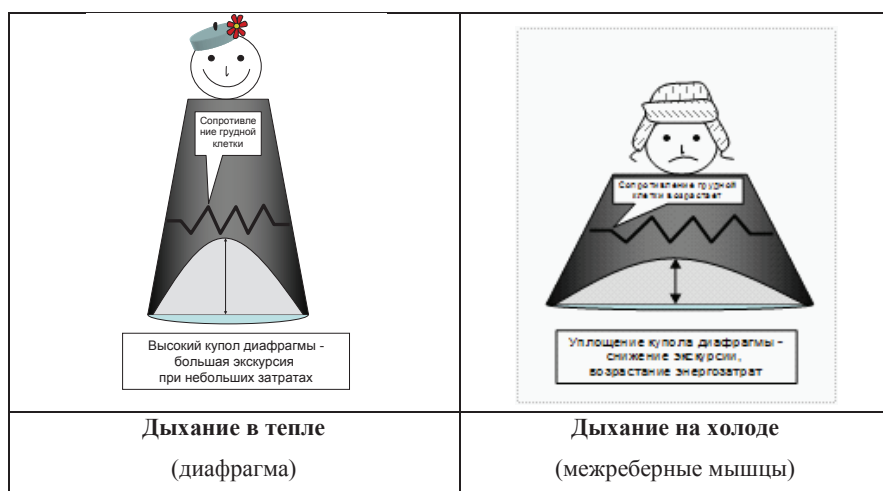 Сопротивле
ние грудной
клетки
Высокий купол диафрагмы -
большая экскурсия
при небольших затратах
Дыхание в тепле
(диафрагма)
Сопротивление грудной
клетки возрастает
Уплощение купола диафрагмы -
снижение экскурсии,
возрастание энергозатрат
Дыхание на холоде
(межреберные мышцы)